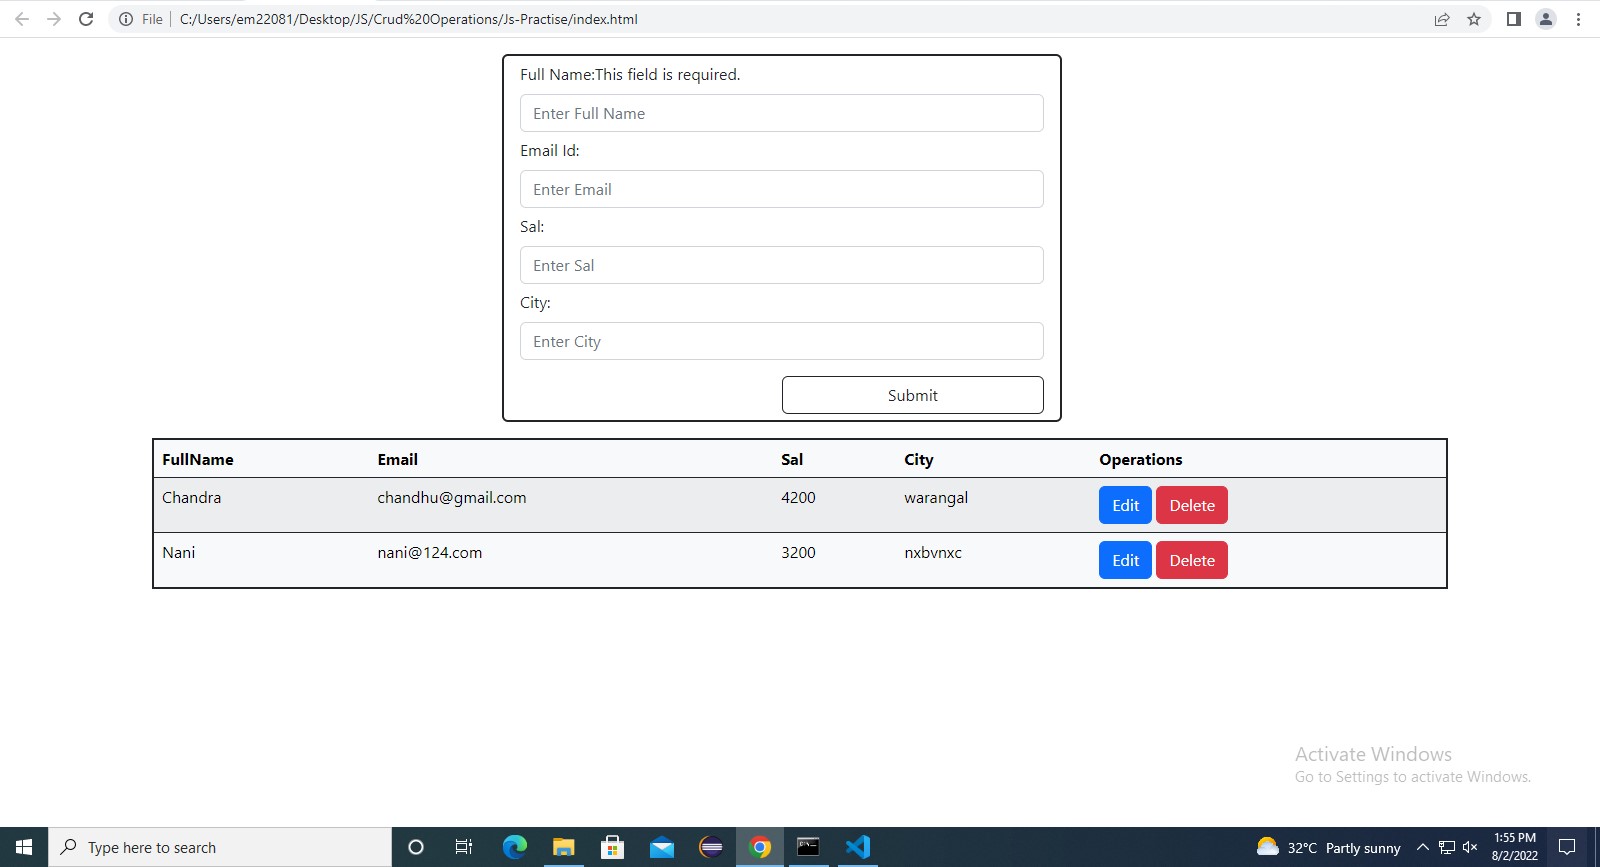 File C:/Users/em22081/Desktop/JS/Crud%20Operations/Js-Practise/index.html
Full Name:This field is required.
Enter Full Name
Email Id:
Enter Email
Sal:
Enter Sal
City:
Enter City
Submit
FullName Email Sal City Operations
Chandra chandhu@gmail.com 4200 warangal Edit Delete
Nani nani@124.com 3200 nxbvnxc Edit Delete
Activate Windows
Go to Settings to activate Windows.
Type here to search
32°C Partly sunny
1:55 PM
8/2/2022